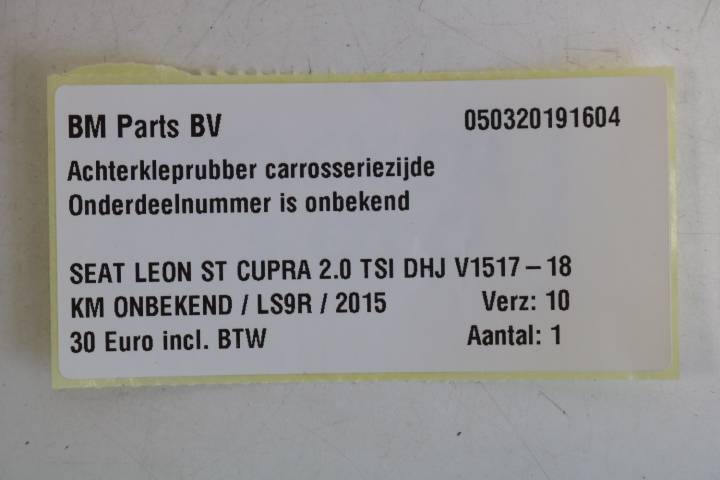 BM Parts BV 050320191604
Achterkleprubber carrosseriezijde
Onderdeelnummer is onbekend
SEAT LEON ST CUPRA 2.0 TSI DHJ V1517 – 18
KM ONBEKEND / LS9R / 2015 Verz: 10
30 Euro incl. BTW Aantal: 1